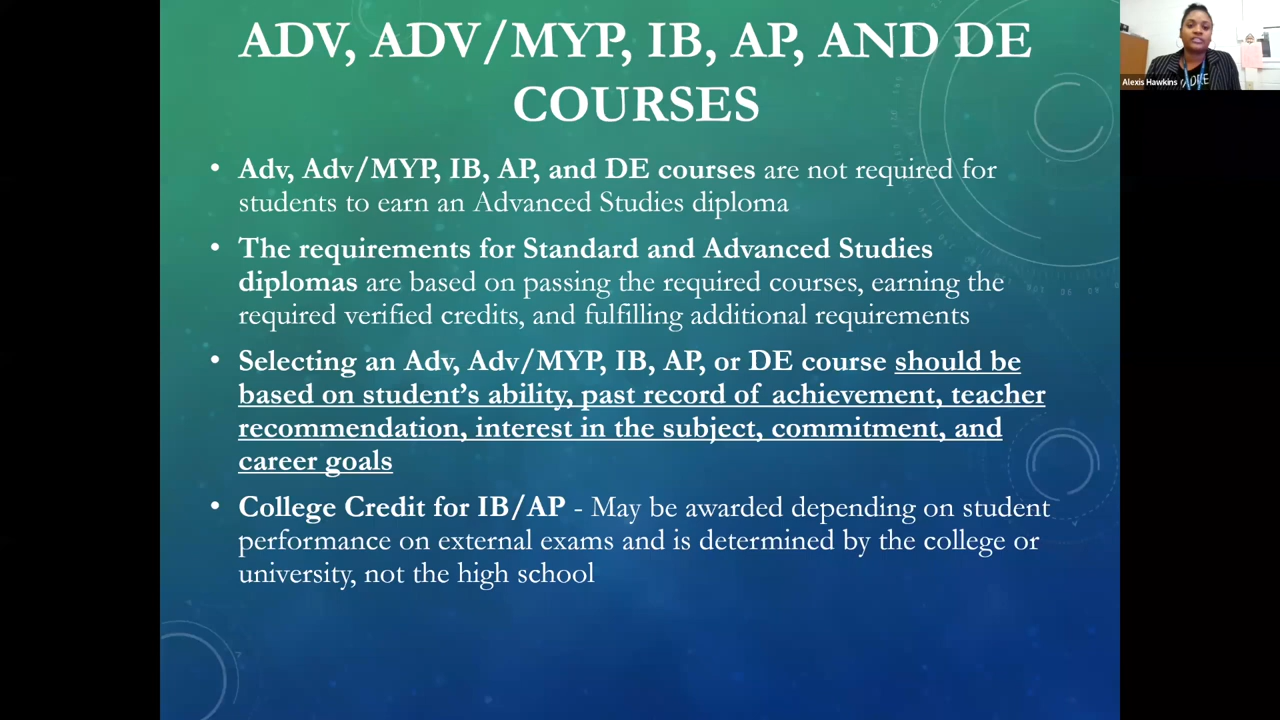 ADV, ADV/MYP, IB, AP, AND DE
COURSES
• Adv, Adv/MYP, IB, AP, and DE courses are not required for
students to earn an Advanced Studies diploma
• The requirements for Standard and Advanced Studies
diplomas are based on passing the required courses, earning the
required verified credits, and fulfilling additional requirements
• Selecting an Adv, Adv/MYP, IB, AP, or DE course should be
based on student's ability, past record of achievement, teacher
recommendation, interest in the subject, commitment, and
career goals
• College Credit for IB/AP - May be awarded depending on student
performance on external exams and is determined by the college or
university, not the high school
Alexis Hawkins